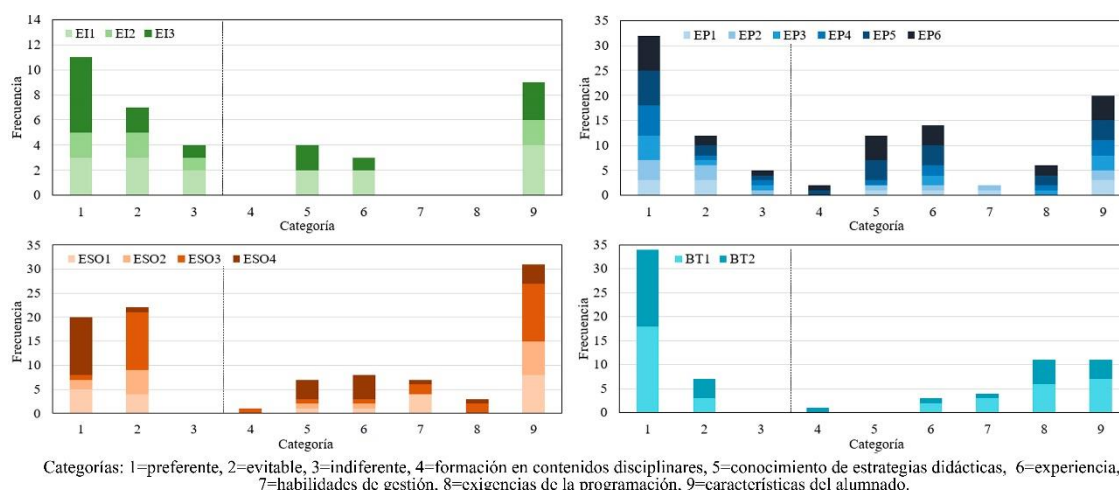 14
12
10
8
6
4
2
0
Frecuencia
EI1 EI2 EI3
1 2 3 4 5 6 7 8 9
Categoría
35
30
25
20
15
10
5
0
Frecuencia
EP1 EP2 EP3 EP4 EP5 EP6
1 2 3 4 5 6 7 8 9
Categoría
35
30
25
20
15
10
5
0
Frecuencia
ESO1 ESO2 ESO3 ESO4
1 2 3 4 5 6 7 8 9
Categoría
35
30
25
20
15
10
5
0
Frecuencia
BT1 BT2
1 2 3 4 5 6 7 8 9
Categoría
Categorías: 1=preferente, 2=evitable, 3=indiferente, 4=formación en contenidos disciplinares, 5=conocimiento de estrategias didácticas, 6=experiencia,
7=habilidades de gestión, 8=exigencias de la programación, 9=características del alumnado.